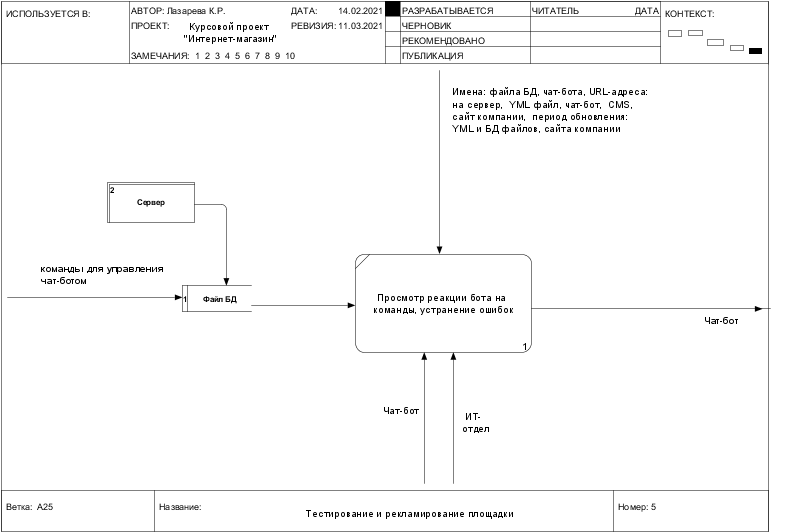 ИСПОЛЬЗУЕТСЯ В:
АВТОР: Лазарева К.Р.
ДАТА: 14.02.2021
ПРОЕКТ: Курсовой проект
"Интернет-магазин"
РЕВИЗИЯ: 11.03.2021
ЗАМЕЧАНИЯ: 1 2 3 4 5 6 7 8 9 10
РАЗРАБАТЫВАЕТСЯ
ЧЕРНОВИК
РЕКОМЕНДОВАНО
ПУБЛИКАЦИЯ
ЧИТАТЕЛЬ ДАТА
КОНТЕКСТ:
Имена: файла БД, чат-бота, URL-адреса:
на сервер, YML файл, чат-бот, CMS,
сайт компании, период обновления:
YML и БД файлов, сайта компании
2
Сервер
команды для управления
чат-ботом
1
Файл БД
Просмотр реакции бота на
команды, устранение ошибок
1
Чат-бот
Чат-бот
ИТ-
отдел
Ветка: А25
Название:
Тестирование и рекламирование площадки
Номер: 5